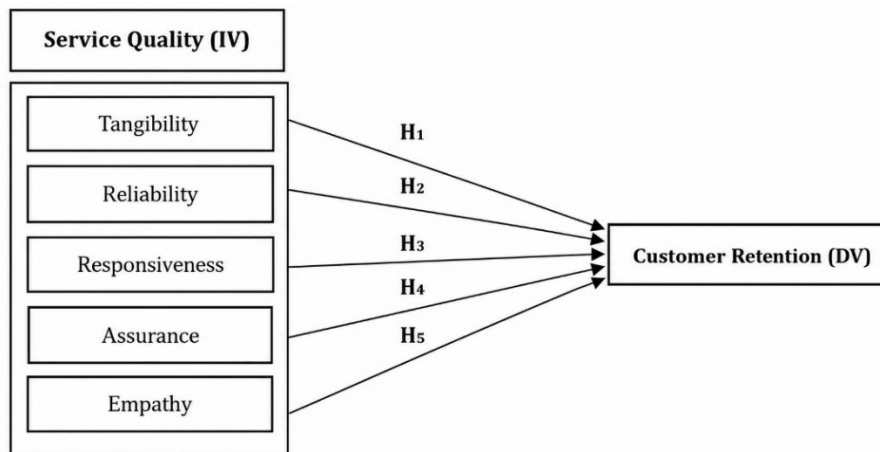 Service Quality (IV)
Tangibility
Reliability
Responsiveness
Assurance
Empathy
H1
H2
H3
H4
H5
Customer Retention (DV)